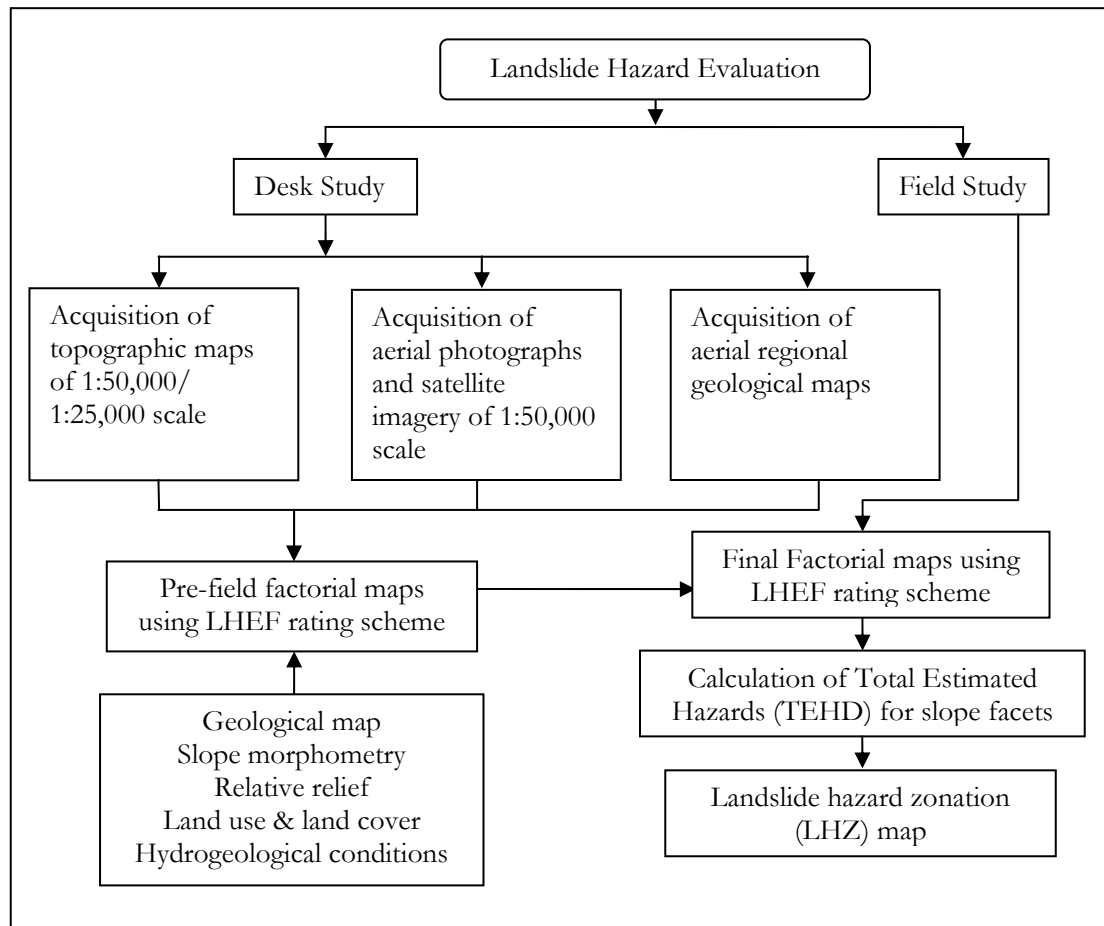 Landslide Hazard Evaluation
Desk Study
Field Study
Acquisition of
topographic maps
of 1:50,000/
1:25,000 scale
Acquisition of
aerial photographs
and satellite
imagery of 1:50,000
scale
Acquisition of
aerial regional
geological maps
Pre-field factorial maps
using LHEF rating scheme
Final Factorial maps using
LHEF rating scheme
Geological map
Slope morphometry
Relative relief
Land use & land cover
Hydrogeological conditions
Calculation of Total Estimated
Hazards (TEHD) for slope facets
Landslide hazard zonation
(LHZ) map